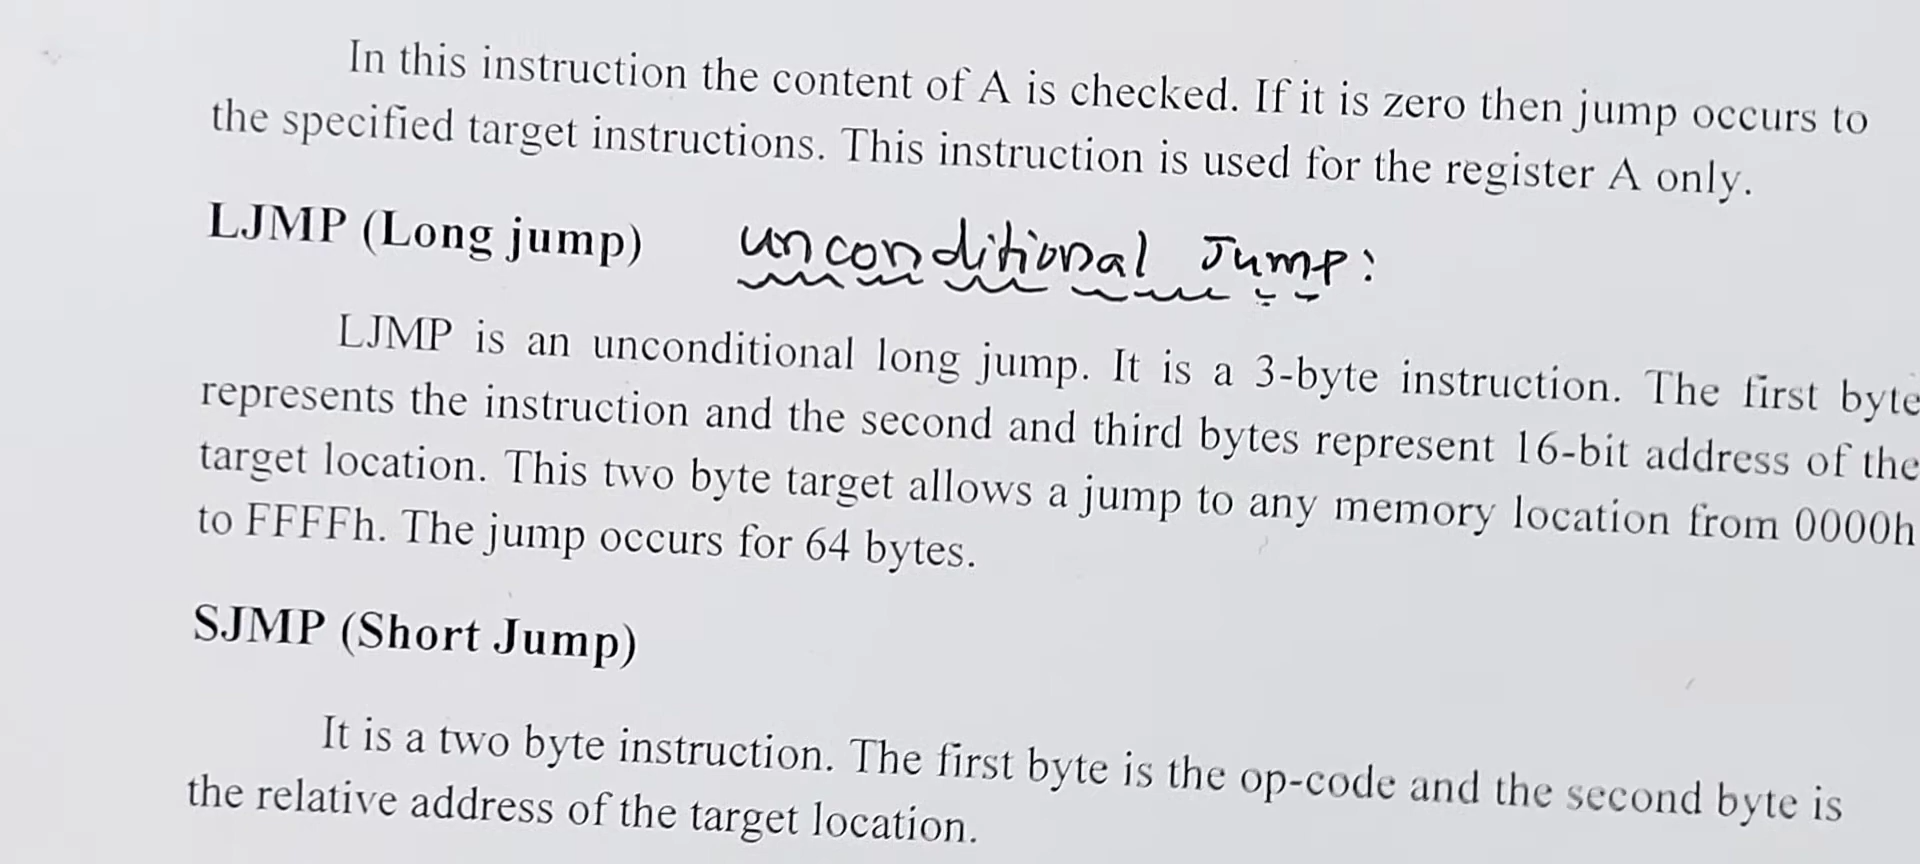 In this instruction the content of A is checked. If it is zero then jump occurs to
the specified target instructions. This instruction is used for the register A only.
LJMP (Long jump) unconditional Jump:
LJMP is an unconditional long jump. It is a 3-byte instruction. The first byte
represents the instruction and the second and third bytes represent 16-bit address of the
target location. This two byte target allows a jump to any memory location from 0000h
to FFFFh. The jump occurs for 64 bytes.
SJMP (Short Jump)
It is a two byte instruction. The first byte is the op-code and the second byte is
the relative address of the target location.